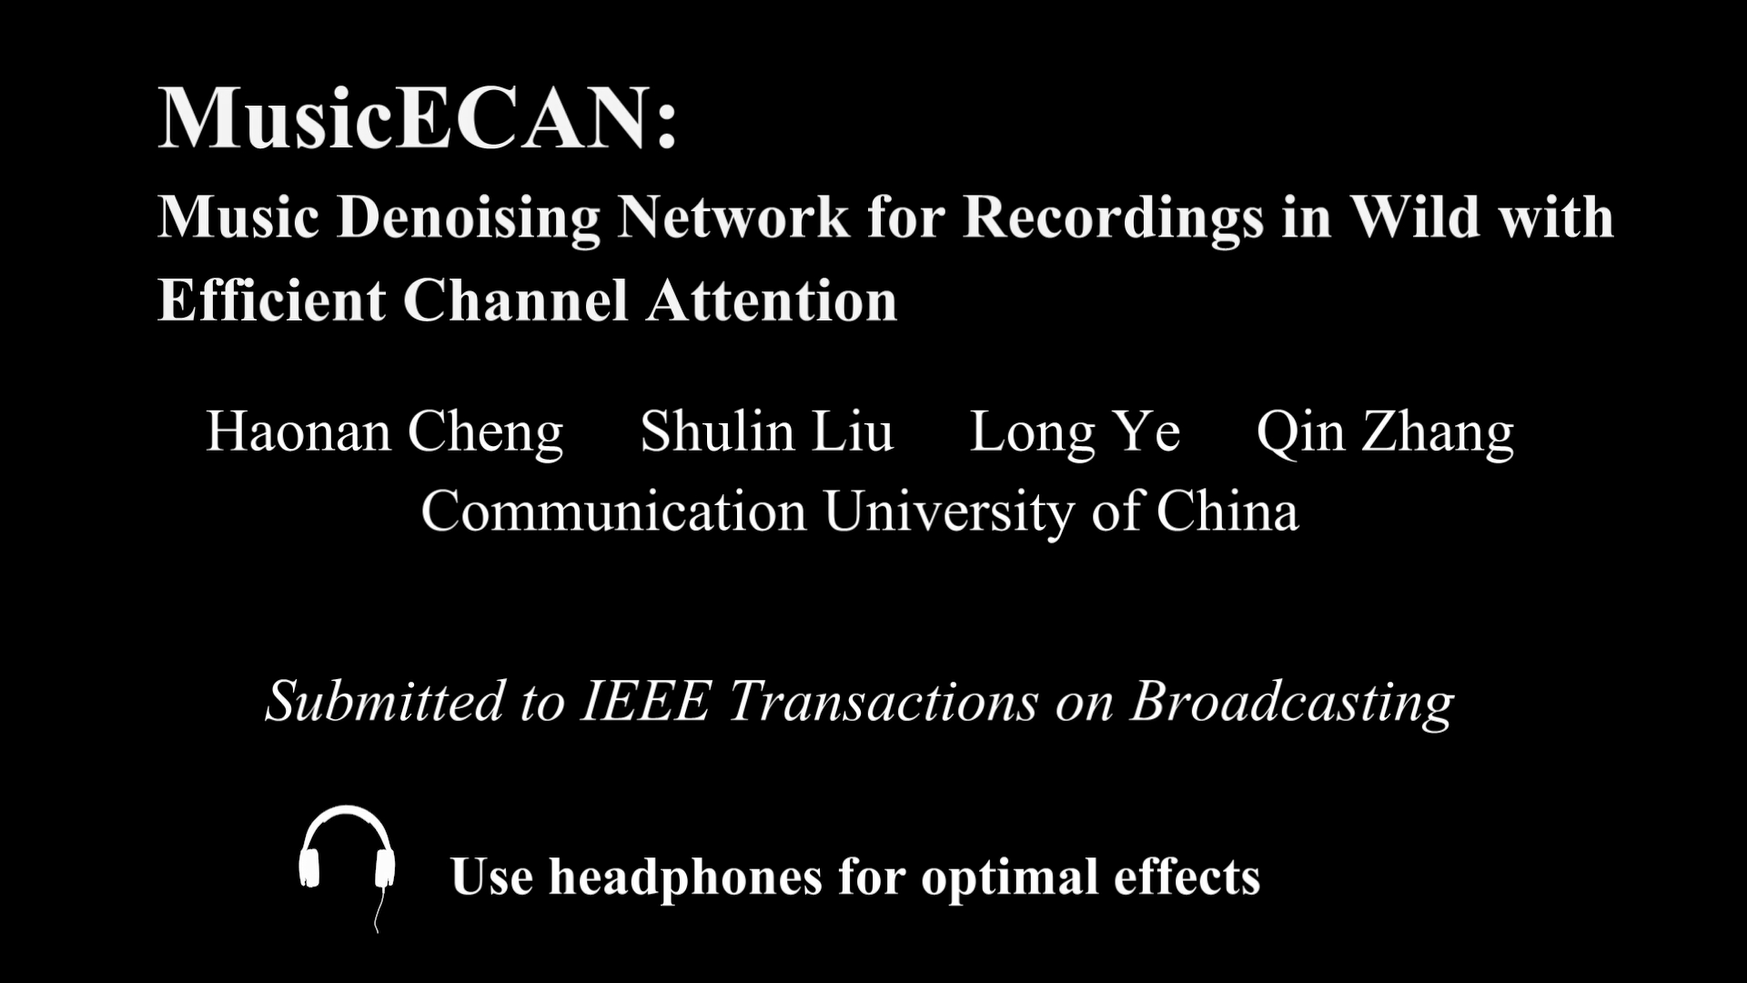 MusicECAN:
Music Denoising Network for Recordings in Wild with
Efficient Channel Attention
Haonan Cheng Shulin Liu Long Ye Qin Zhang
Communication University of China
Submitted to IEEE Transactions on Broadcasting
Use headphones for optimal effects